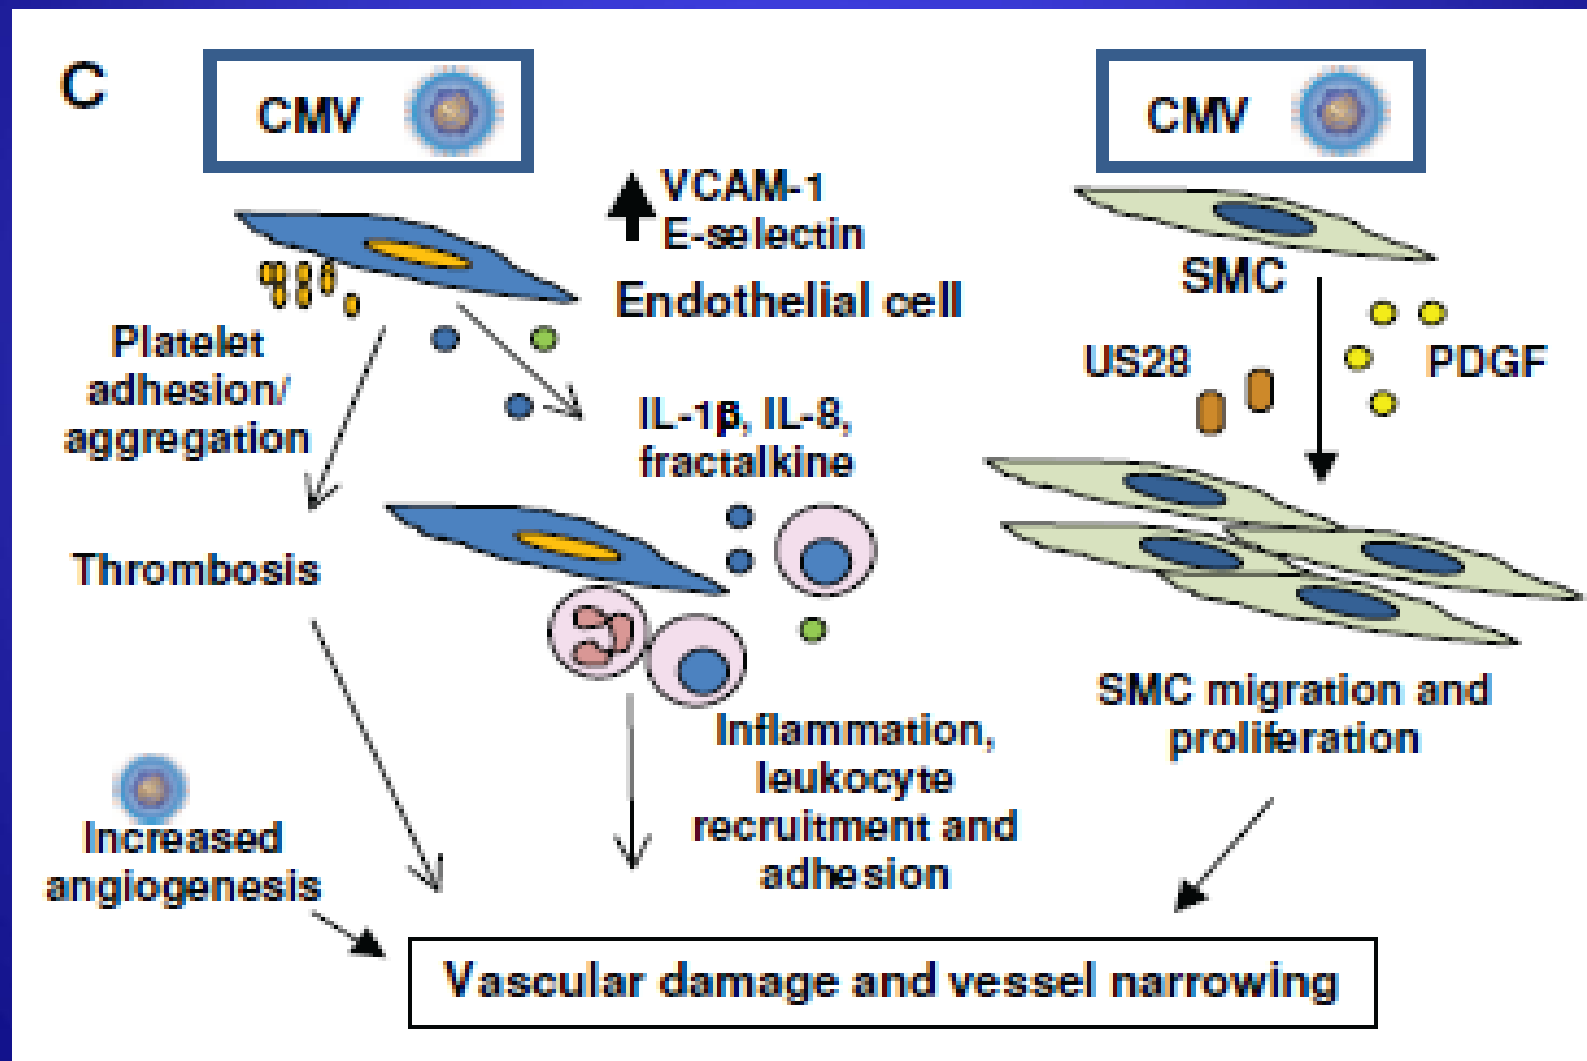 C
CMV
CMV
VCAM-1
E-selectin
Endothelial cell
SMC
Platelet
adhesion/
aggregation
US28
PDGF
IL-1β, IL-8,
fractalkine
Thrombosis
SMC migration and
proliferation
Inflammation,
leukocyte
recruitment and
adhesion
Increased
angiogenesis
Vascular damage and vessel narrowing